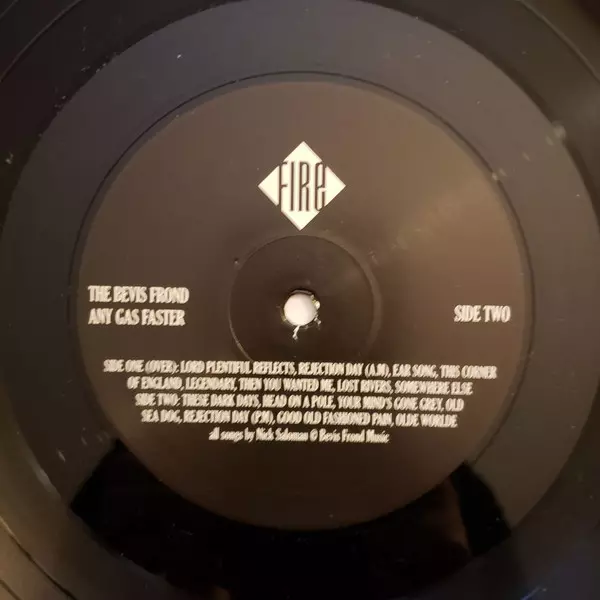 FIRe
THE BEVIS FROND
ANY GAS FASTER
SIDE TWO
SIDE ONE (OVER): LORD PLENTIFUL REFLECTS, REJECTION DAY (A.M), EAR SONG, THIS CORNER
OF ENGLAND, LEGENDARY, THEN YOU WANTED ME, LOST RIVERS, SOMEWHERE ELSE
SIDE TWO: THESE DARK DAYS, HEAD ON A POLE, YOUR MIND'S GONE GREY, OLD
SEA DOG, REJECTION DAY (P.M), GOOD OLD FASHIONED PAIN, OLDE WORLDE
all songs by Nick Saloman © Bevis Frond Music